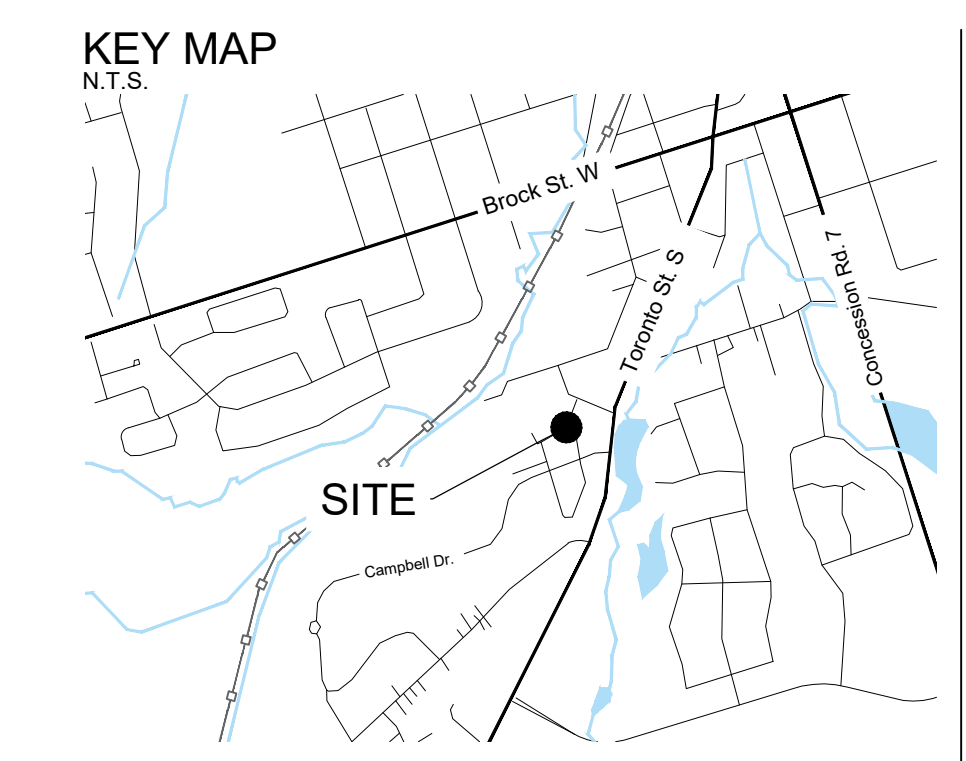 KEY MAP
N.T.S.
Brock St. W
Toronto St. S
Concession Rd. 7
SITE
Campbell Dr.